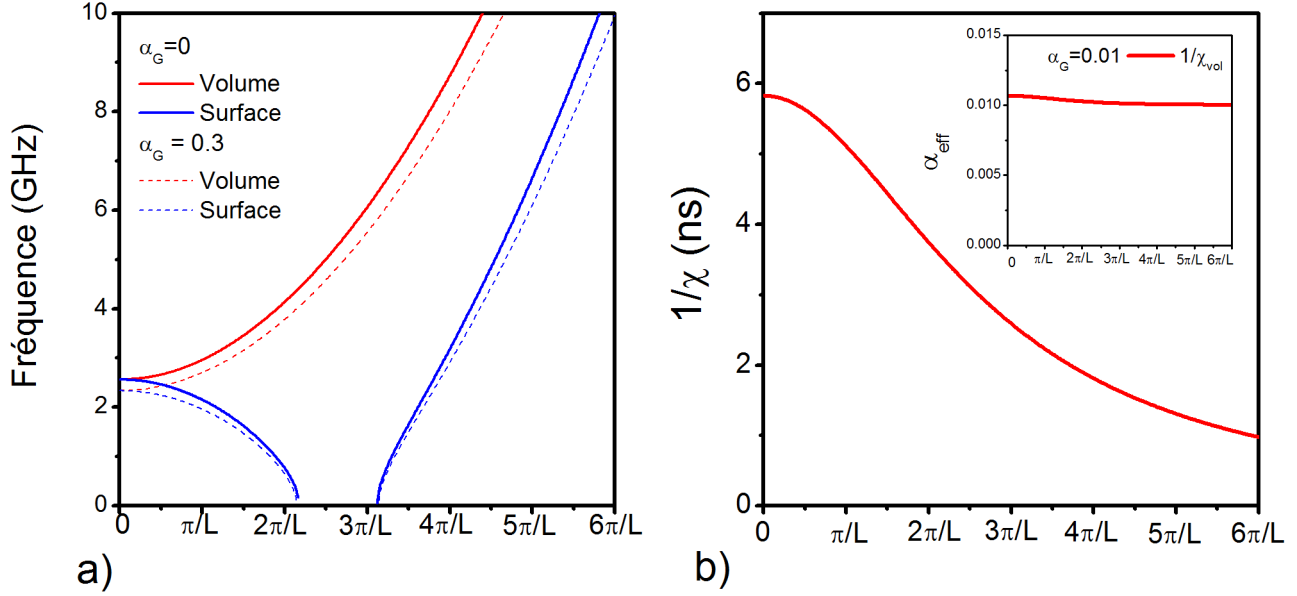 Fréquence (GHz)
10
8
6
4
2
0
α_G=0
Volume
Surface
α_G = 0.3
Volume
Surface
0 π/L 2π/L 3π/L 4π/L 5π/L 6π/L
a)
1/χ (ns)
6
4
2
0
0 π/L 2π/L 3π/L 4π/L 5π/L 6π/L
b)
α_eff
0.015
0.010
0.005
0.000
α_G=0.01 1/χ_vol
0 π/L 2π/L 3π/L 4π/L 5π/L 6π/L